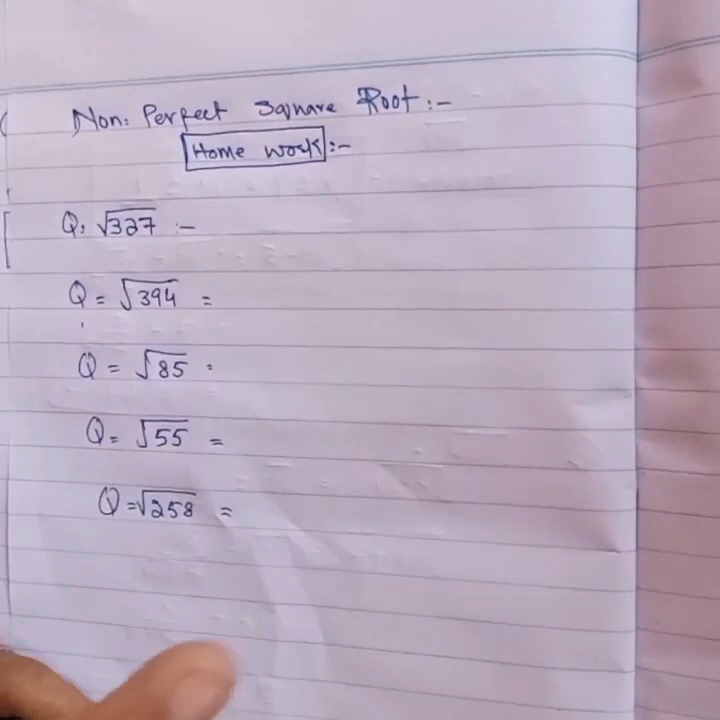 Non: Perfect Square Root :-
Home work :-
Q: √327 :-
Q = √394 =
Q = √85 =
Q = √55 =
Q = √258 =